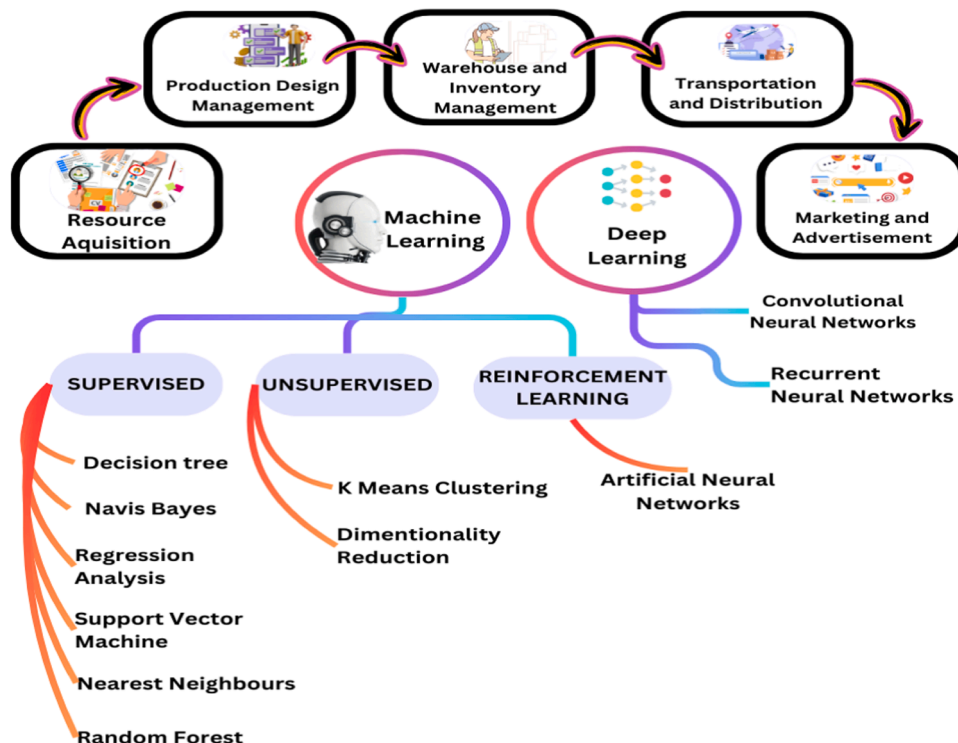 Production Design
Management
Warehouse and
Inventory
Management
Transportation
and Distribution
Resource
Aquisition
Machine
Learning
Deep
Learning
Marketing and
Advertisement
Convolutional
Neural Networks
SUPERVISED
UNSUPERVISED
REINFORCEMENT
LEARNING
Recurrent
Neural Networks
Decision tree
Navis Bayes
Regression
Analysis
Support Vector
Machine
Nearest Neighbours
Random Forest
K Means Clustering
Dimentionality
Reduction
Artificial Neural
Networks